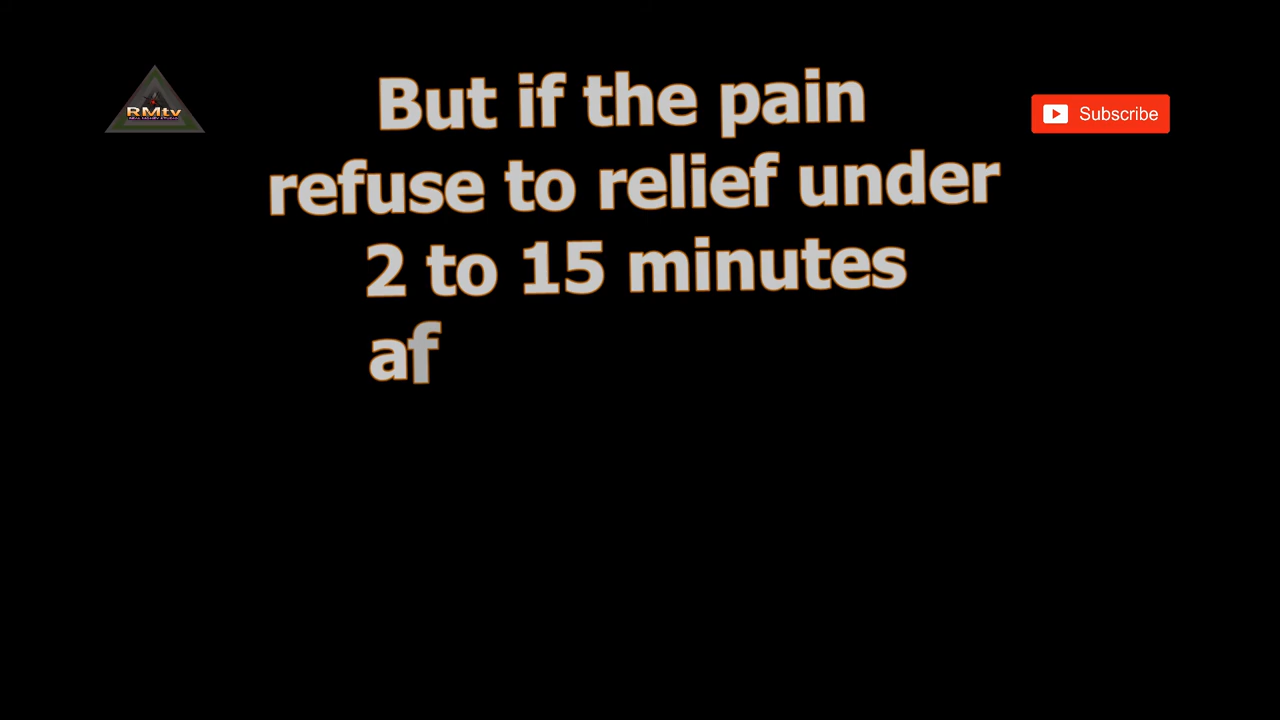 But if the pain
refuse to relief under
2 to 15 minutes
af
RMtv
Subscribe